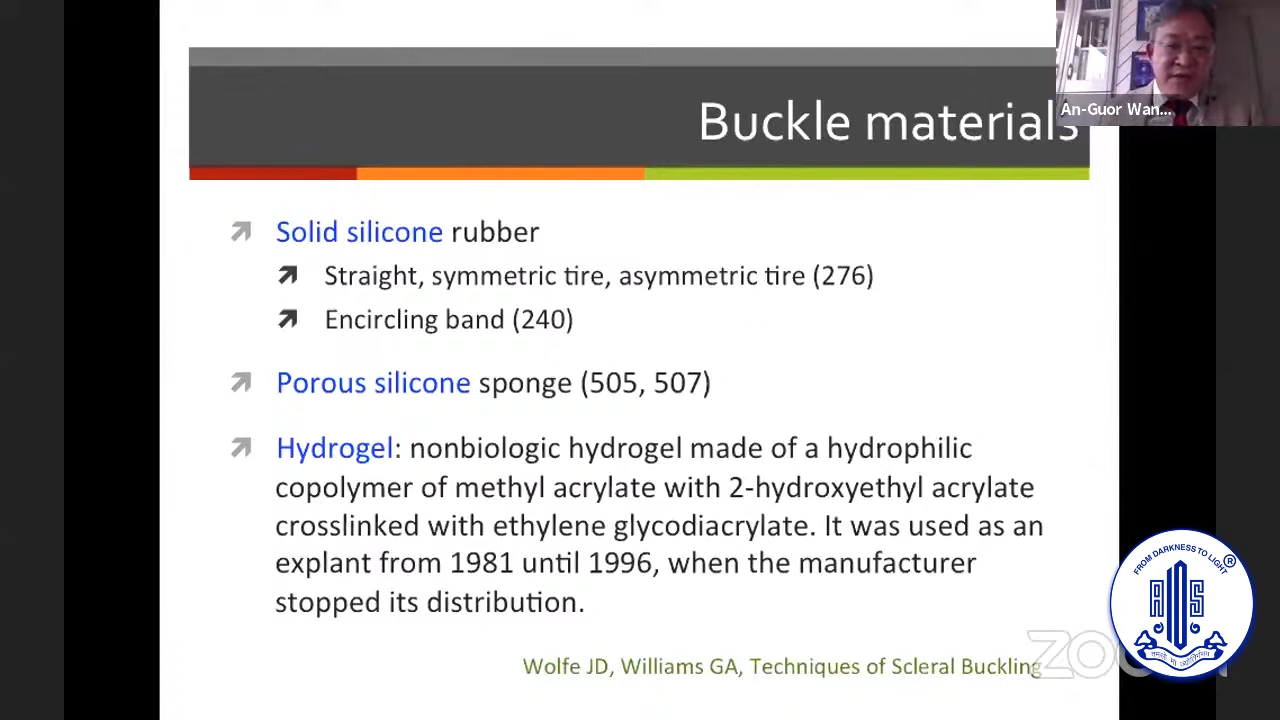 An-Guor Wan...
Buckle materials
Solid silicone rubber
Straight, symmetric tire, asymmetric tire (276)
Encircling band (240)
Porous silicone sponge (505, 507)
Hydrogel: nonbiologic hydrogel made of a hydrophilic
copolymer of methyl acrylate with 2-hydroxyethyl acrylate
crosslinked with ethylene glycodiacrylate. It was used as an
explant from 1981 until 1996, when the manufacturer
stopped its distribution.
Wolfe JD, Williams GA, Techniques of Scleral Buckling
FROM DARKNESS TO LIGHT
®
AIOS